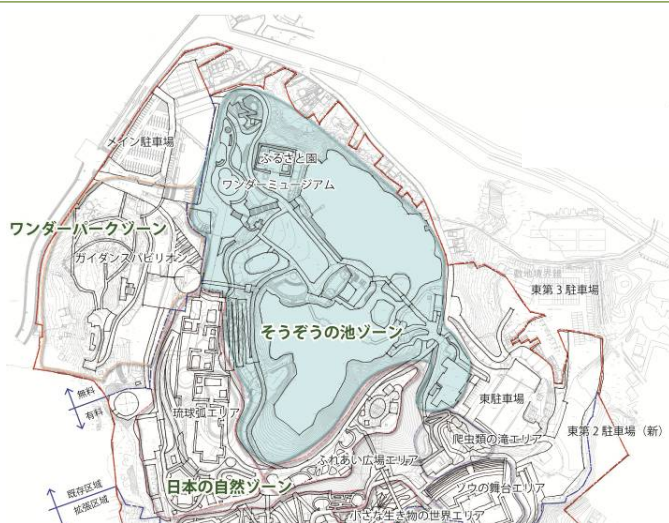 メイン駐車場
ふるさと園
ワンダーミュージアム
ワンダーパークゾーン
ガイダンスパビリオン
敷地境界線
東第3駐車場
そうぞうの池ゾーン
無料
有料
琉球弧エリア
東駐車場
東第2駐車場(新)
爬虫類の滝エリア
ふれあい広場エリア
日本の自然ゾーン
ゾウの舞台エリア
既存区域
拡張区域
小さな生き物の世界エリア